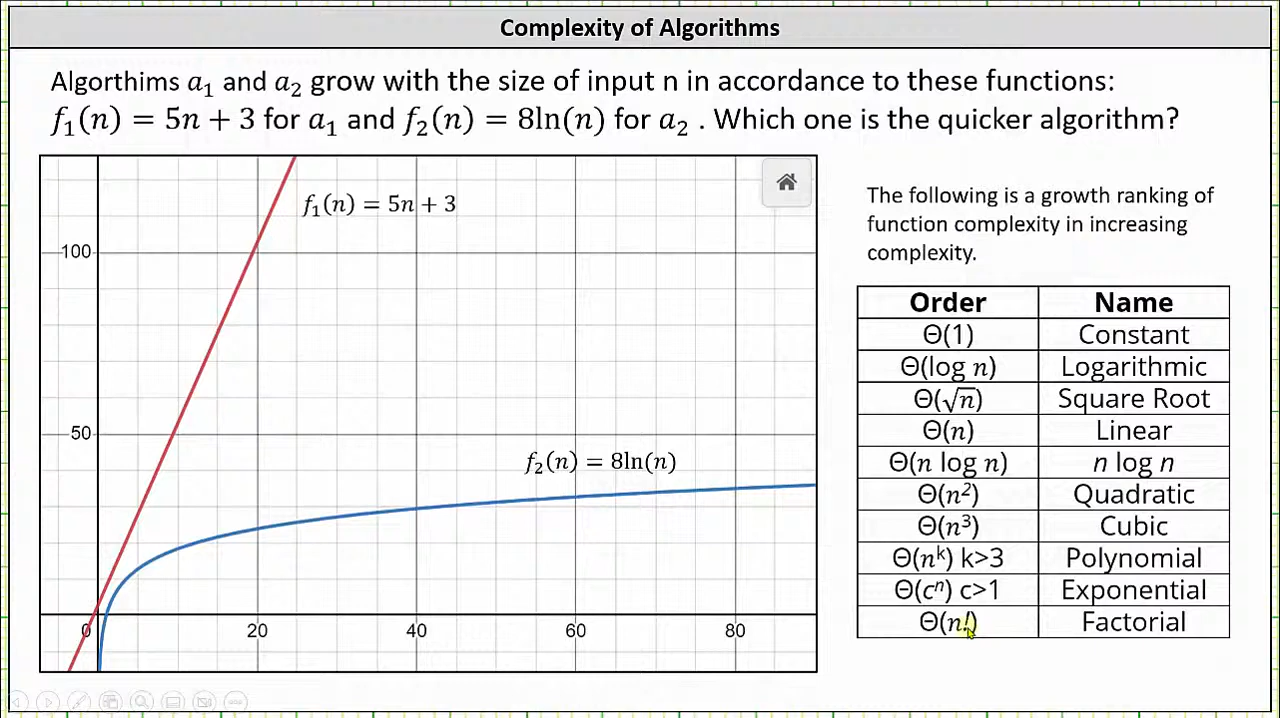 Complexity of Algorithms
Algorthims a₁ and a₂ grow with the size of input n in accordance to these functions:
f₁(n) = 5n + 3 for a₁ and f₂(n) = 8ln(n) for a₂ . Which one is the quicker algorithm?
f₁(n) = 5n + 3
100
50
f₂(n) = 8ln(n)
0 20 40 60 80
The following is a growth ranking of
function complexity in increasing
complexity.
Order Name
Θ(1) Constant
Θ(log n) Logarithmic
Θ(√n) Square Root
Θ(n) Linear
Θ(n log n) n log n
Θ(n²) Quadratic
Θ(n³) Cubic
Θ(nᵏ) k>3 Polynomial
Θ(cⁿ) c>1 Exponential
Θ(n!) Factorial